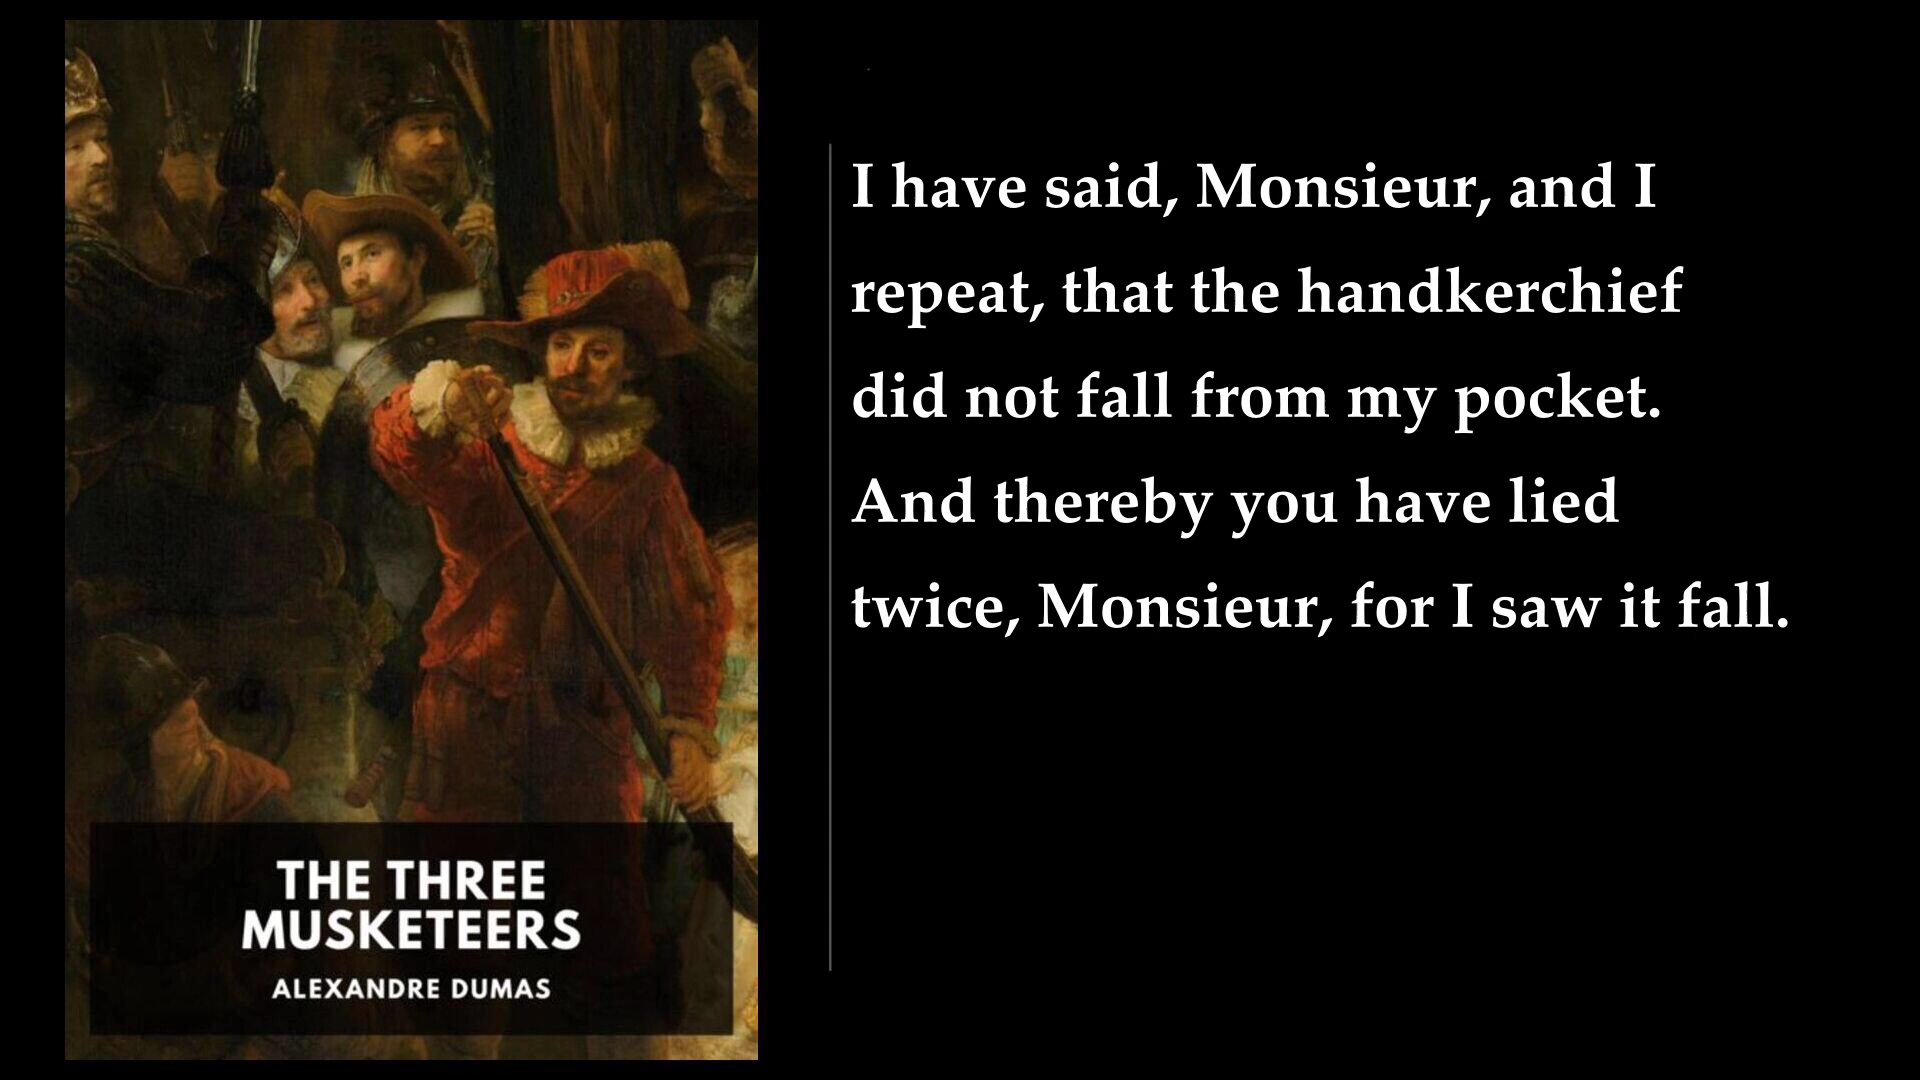 THE THREE
MUSKETEERS
ALEXANDRE DUMAS
I have said, Monsieur, and I
repeat, that the handkerchief
did not fall from my pocket.
And thereby you have lied
twice, Monsieur, for I saw it fall.